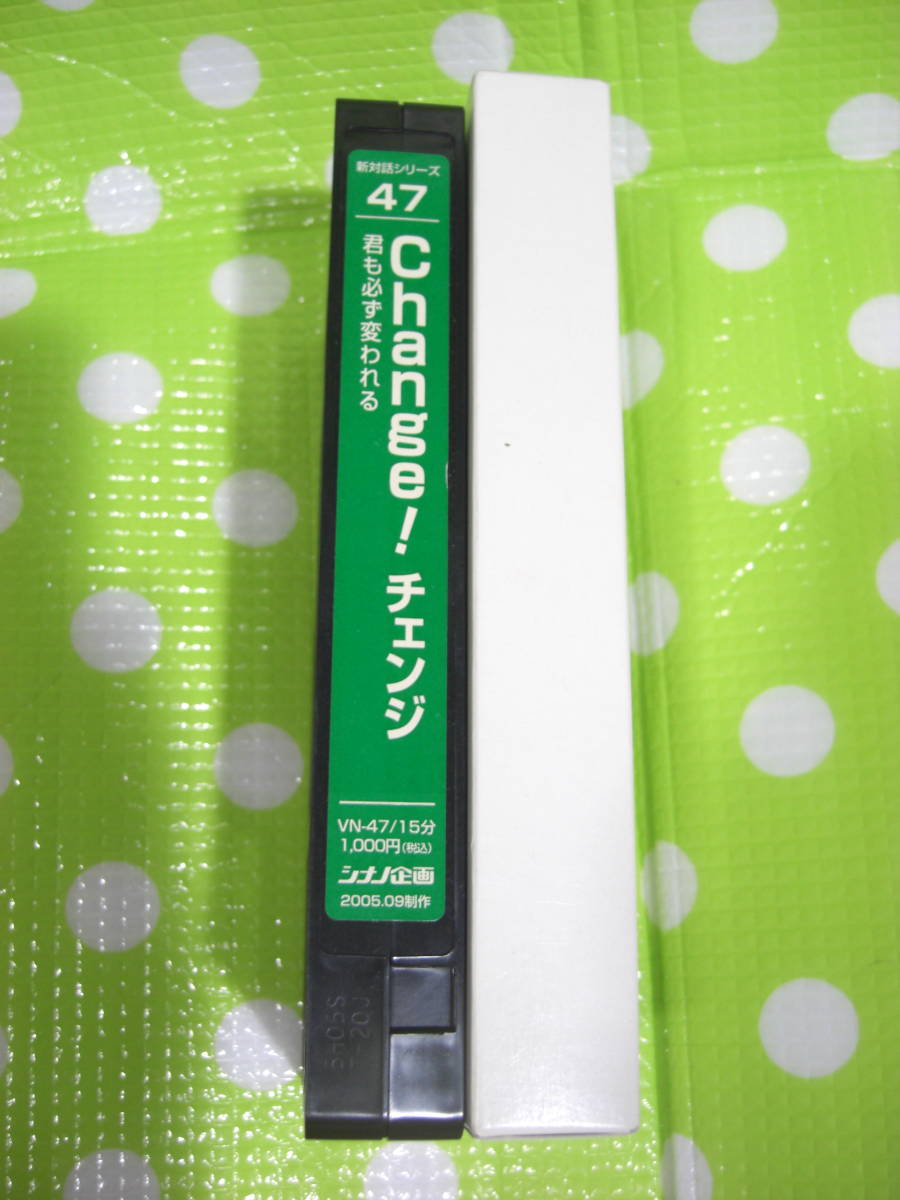 新対話シリーズ
47
Change! チェンジ
君も必ず変われる
VN-47/15分
1,000円(税込)
シナノ企画
2005.09制作